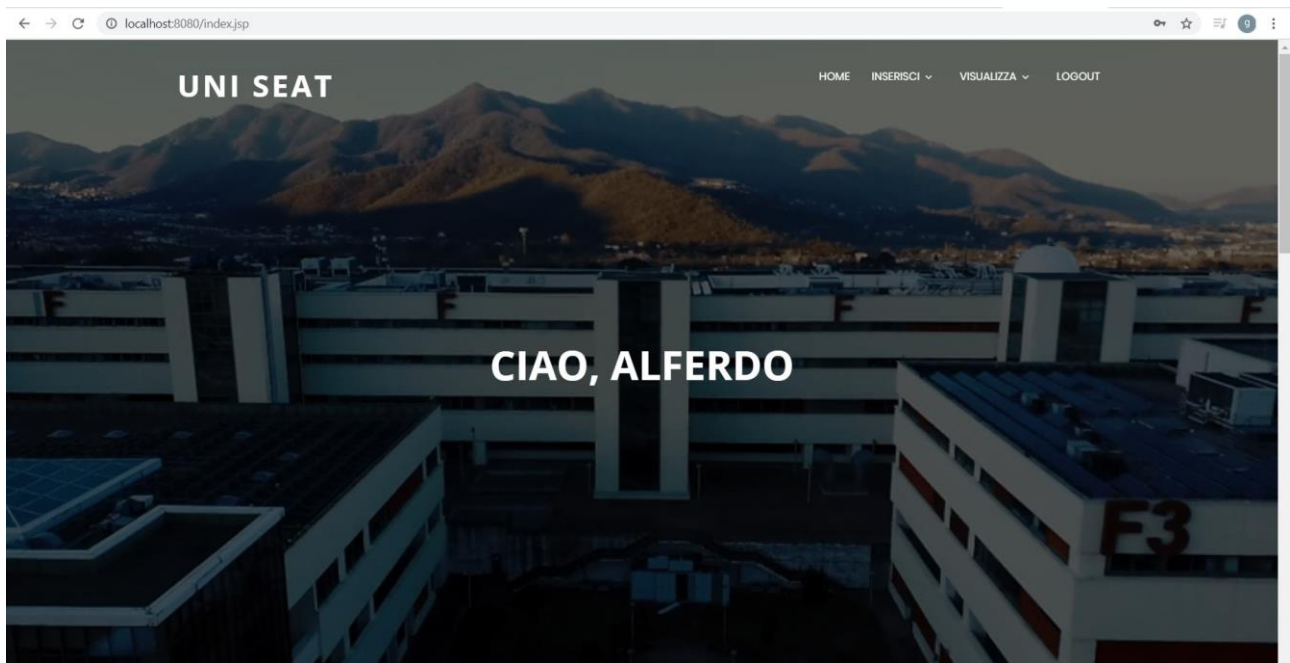 localhost:8080/index.jsp
g
UNI SEAT
HOME INSERISCI VISUALIZZA LOGOUT
F F F F
CIAO, ALFERDO
F3